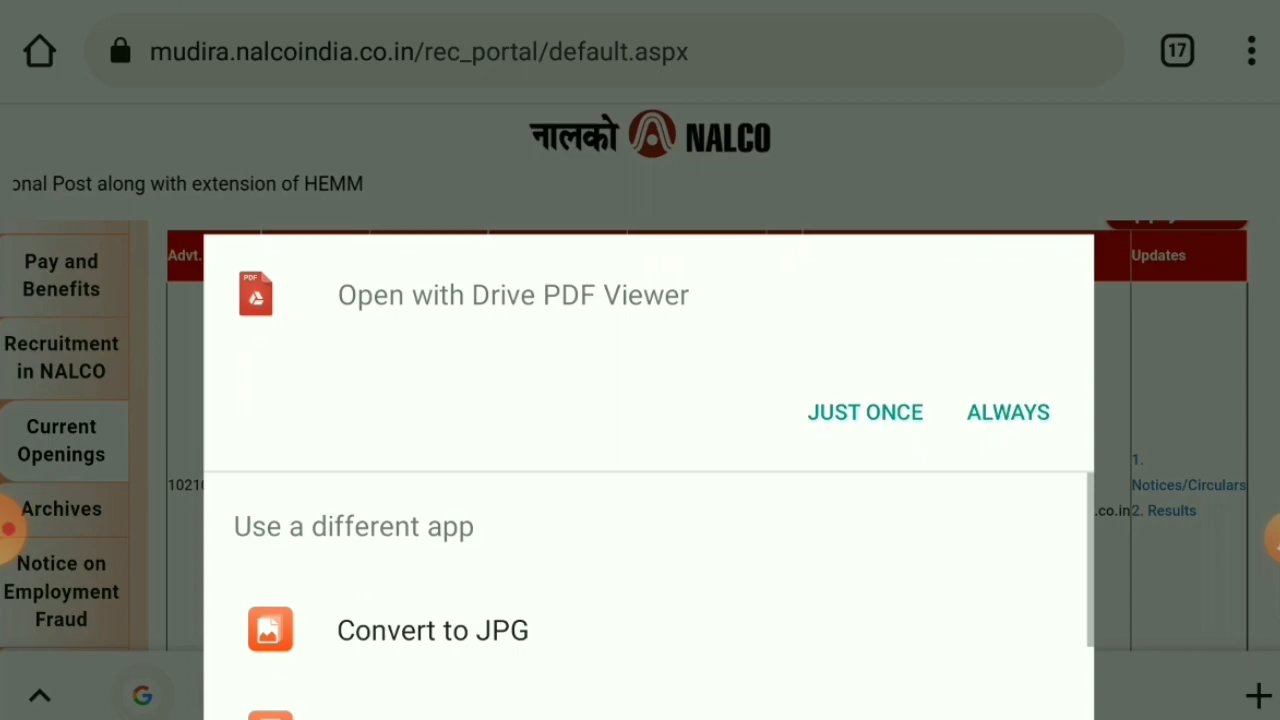 mudira.nalcoindia.co.in/rec_portal/default.aspx
17
नालको NALCO
onal Post along with extension of HEMM
Pay and
Benefits
Recruitment
in NALCO
Current
Openings
Archives
Notice on
Employment
Fraud
Advt.
Updates
1021
1.
Notices/Circulars
.co.in 2. Results
PDF
Open with Drive PDF Viewer
JUST ONCE
ALWAYS
Use a different app
Convert to JPG
G